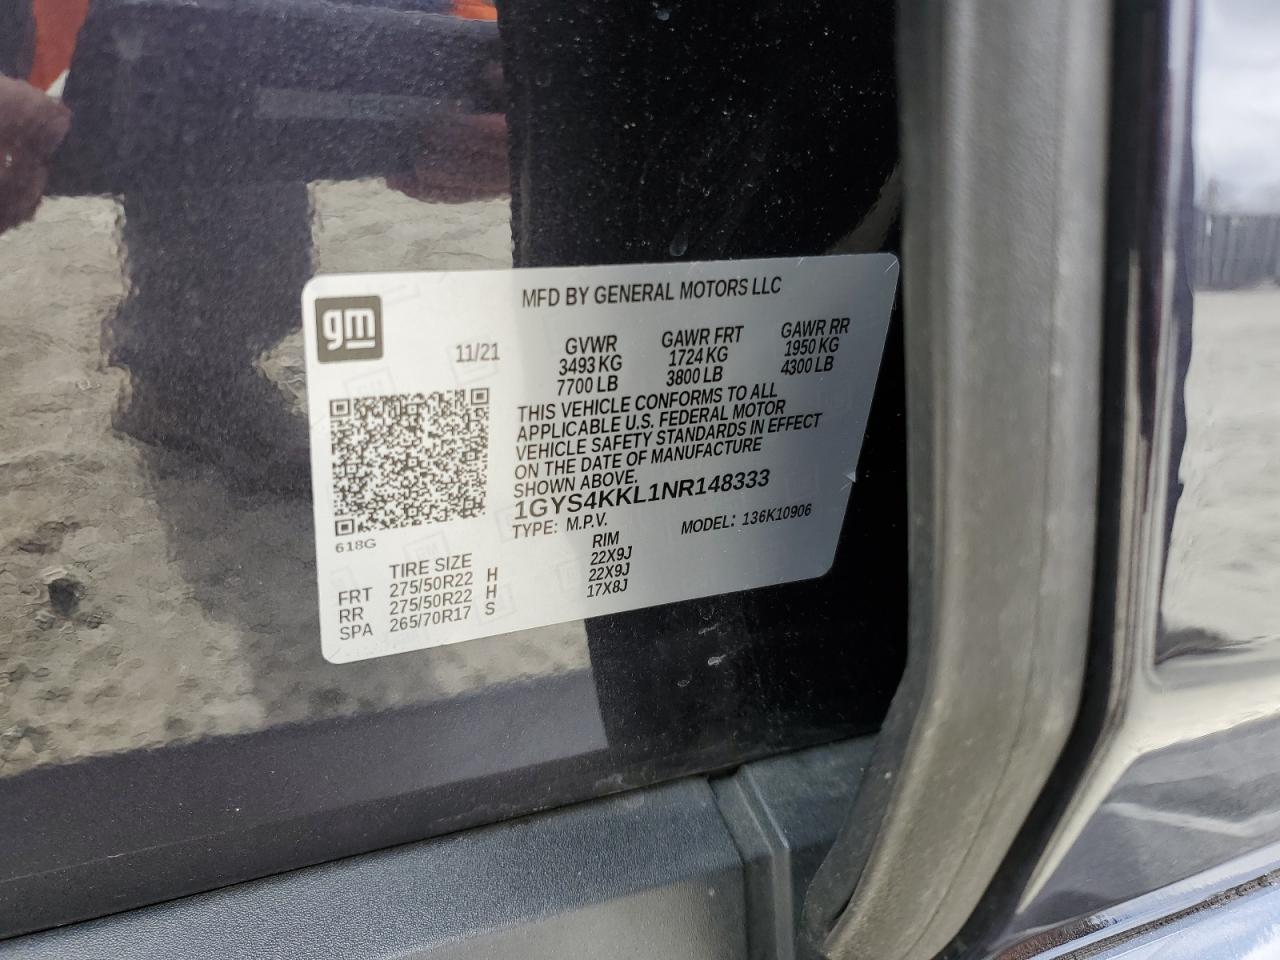 gm
MFD BY GENERAL MOTORS LLC
11/21
GVWR GAWR FRT GAWR RR
3493 KG 1724 KG 1950 KG
7700 LB 3800 LB 4300 LB
THIS VEHICLE CONFORMS TO ALL
APPLICABLE U.S. FEDERAL MOTOR
VEHICLE SAFETY STANDARDS IN EFFECT
ON THE DATE OF MANUFACTURE
SHOWN ABOVE.
1GYS4KKL1NR148333
TYPE: M.P.V. MODEL: 136K10906
618G
TIRE SIZE RIM
FRT 275/50R22 H 22X9J
RR 275/50R22 H 22X9J
SPA 265/70R17 S 17X8J